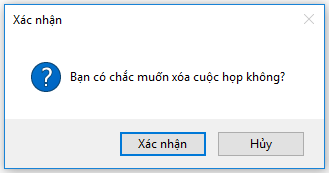 Xác nhận
Bạn có chắc muốn xóa cuộc họp không?
Xác nhận
Hủy